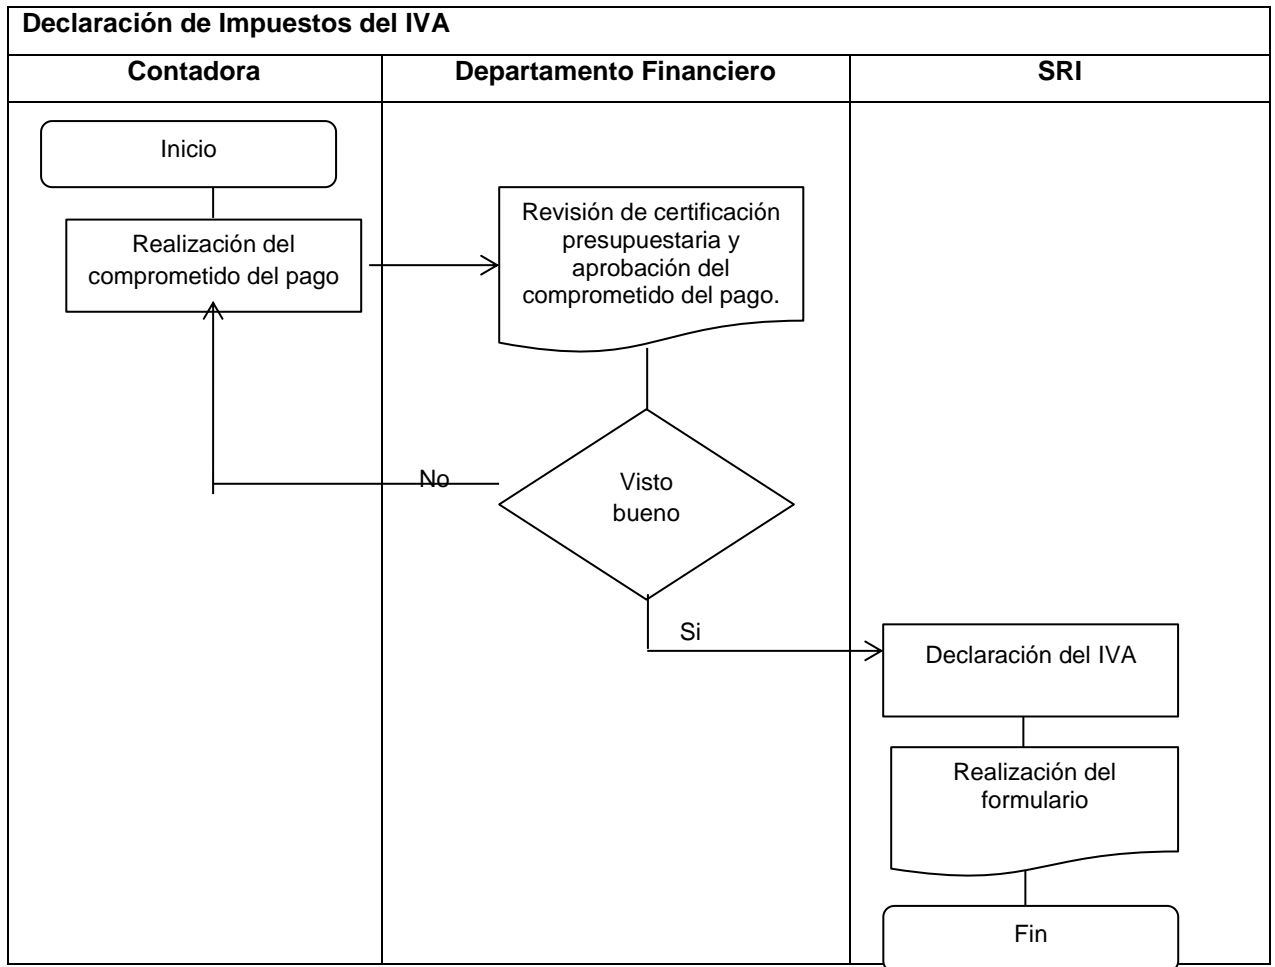 Declaración de Impuestos del IVA
Contadora
Departamento Financiero
SRI
Inicio
Realización del
comprometido del pago
Revisión de certificación
presupuestaria y
aprobación del
comprometido del pago.
No
Visto
bueno
Si
Declaración del IVA
Realización del
formulario
Fin